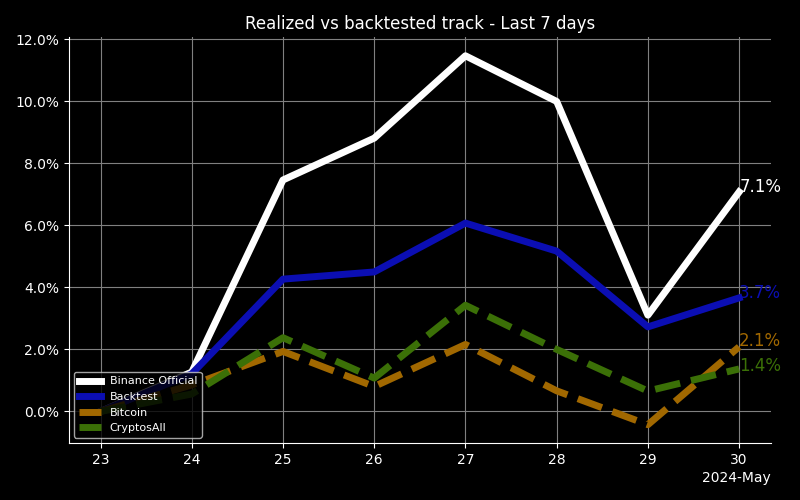 Realized vs backtested track - Last 7 days
12.0%
10.0%
8.0%
6.0%
4.0%
2.0%
0.0%
7.1%
3.7%
2.1%
1.4%
Binance Official
Backtest
Bitcoin
CryptosAll
23 24 25 26 27 28 29 30
2024-May